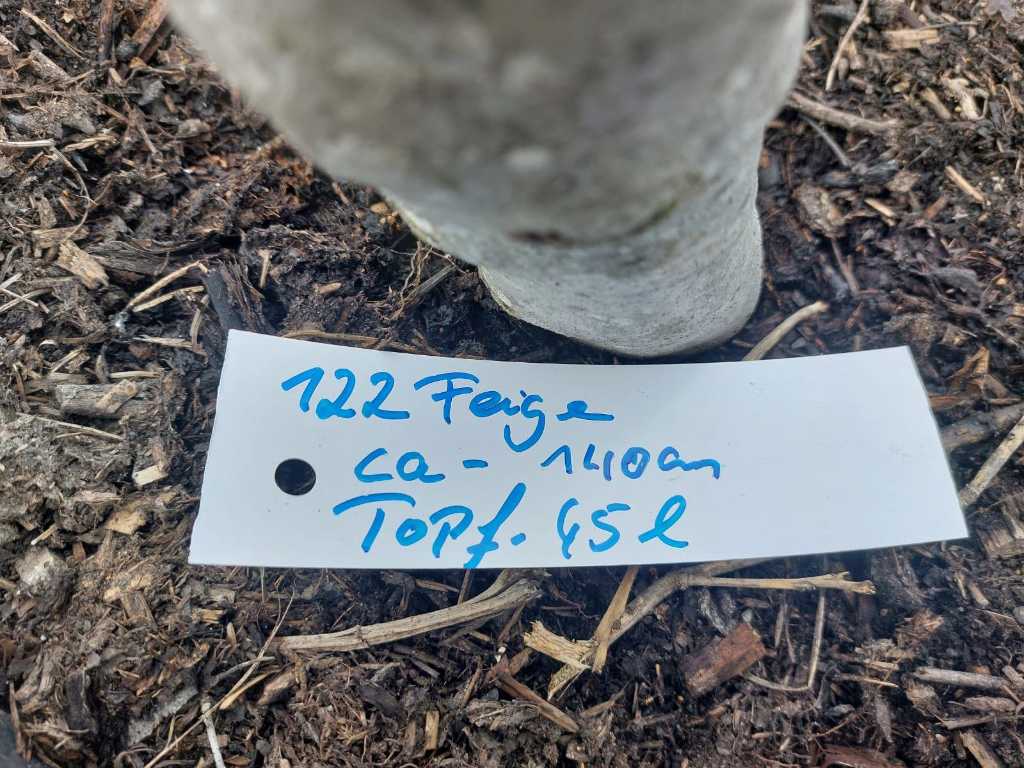 122 Feige
ca - 140cm
Topf. 45l